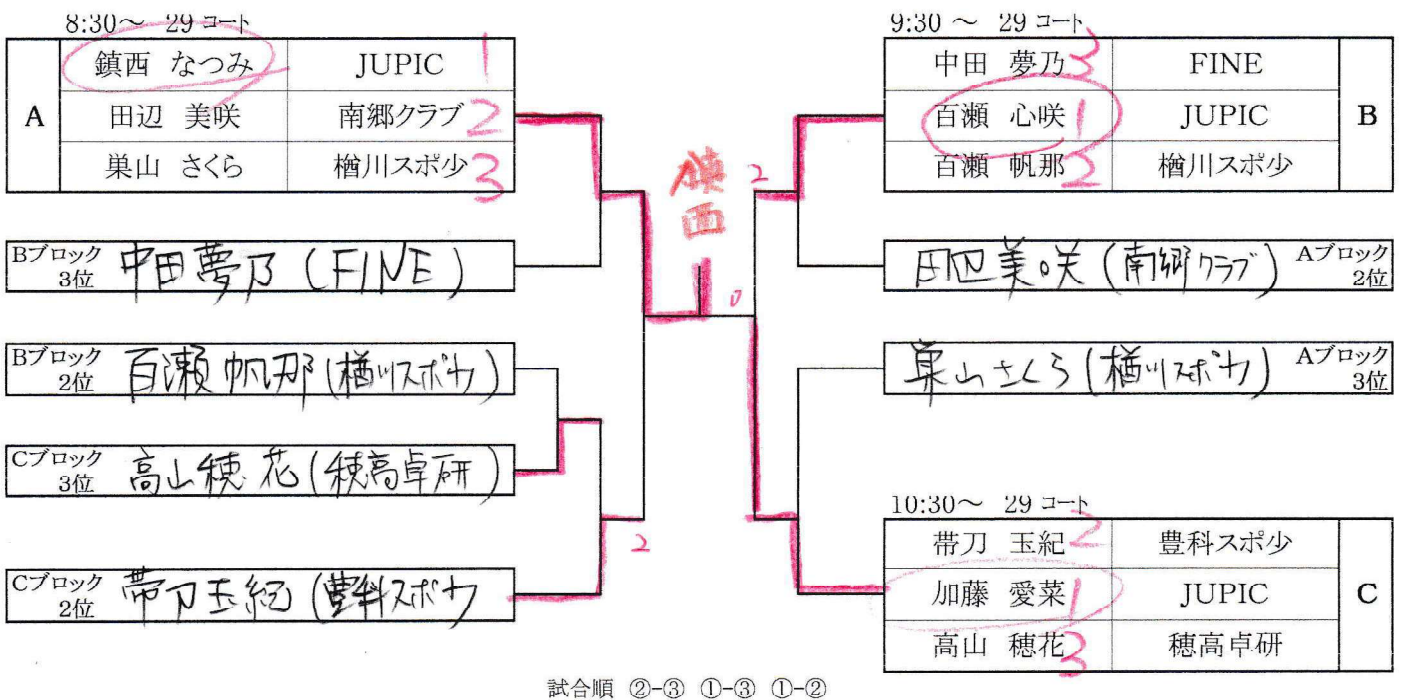 8:30～ 29 コート
A
鎮西 なつみ JUPIC 1
田辺 美咲 南郷クラブ 2
巣山 さくら 楢川スポ少 3
Bブロック 3位 中田夢乃 (FINE)
Bブロック 2位 百瀬帆那 (楢川スポ少)
Cブロック 3位 高山穂花 (穂高卓研)
Cブロック 2位 帯刀玉紀 (豊科スポ少
鎮西
2
0
2
9:30 ～ 29 コート
中田 夢乃 3 FINE
百瀬 心咲 1 JUPIC
百瀬 帆那 2 楢川スポ少
B
田辺美咲 (南郷クラブ) Aブロック 2位
巣山さくら (楢川スポ少) Aブロック 3位
10:30～ 29 コート
帯刀 玉紀 2 豊科スポ少
加藤 愛菜 1 JUPIC
高山 穂花 3 穂高卓研
C
試合順 ②-③ ①-③ ①-②